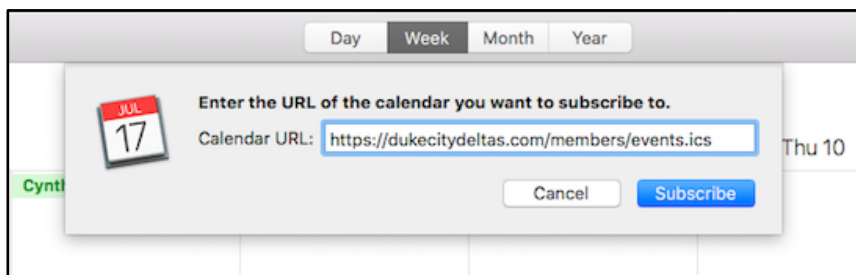 Day Week Month Year
Enter the URL of the calendar you want to subscribe to.
JUL
17
Calendar URL: https://dukecitydeltas.com/members/events.ics
Thu 10
Cancel Subscribe